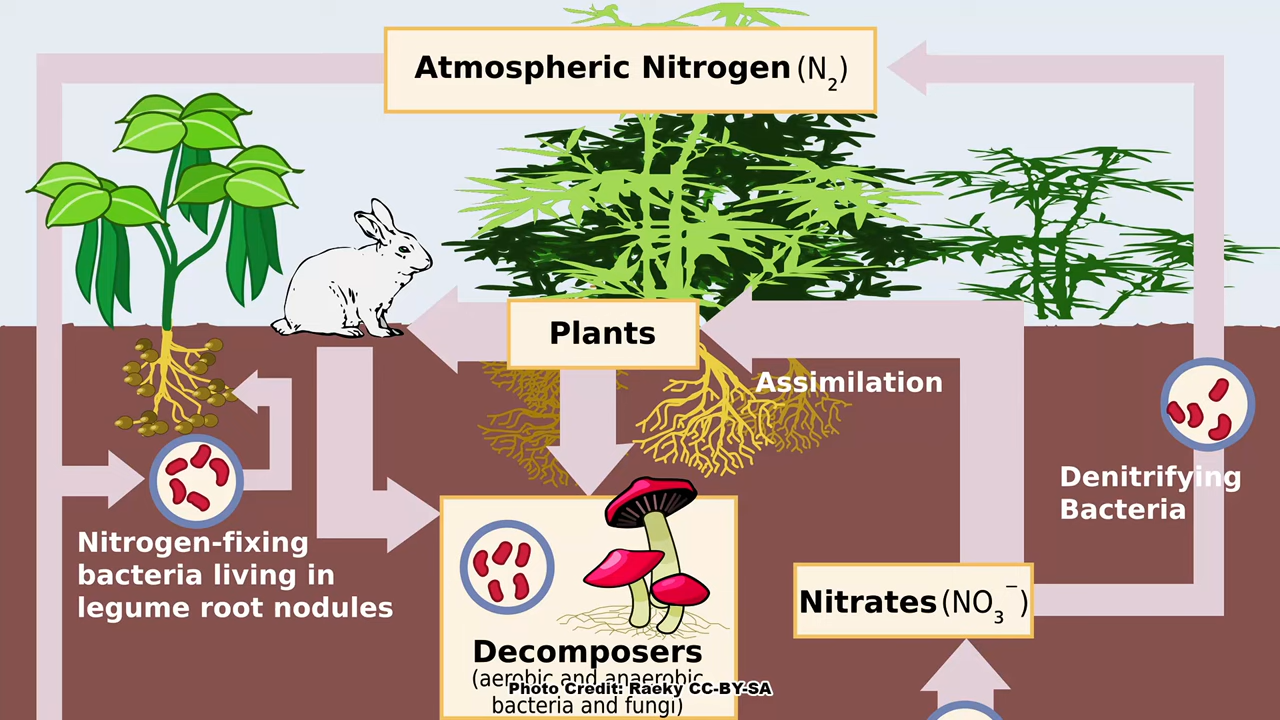 Atmospheric Nitrogen (N₂)
Plants
Assimilation
Denitrifying
Bacteria
Nitrogen-fixing
bacteria living in
legume root nodules
Nitrates (NO₃⁻)
Decomposers
(aerobic and anaerobic
bacteria and fungi)
Photo Credit: Raeky CC-BY-SA